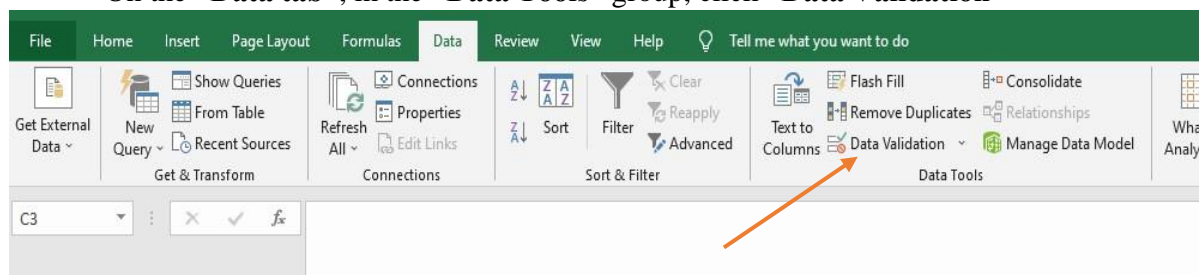 On the "Data tab", in the "Data Tools" group, click "Data Validation"
File Home Insert Page Layout Formulas Data Review View Help Tell me what you want to do
Get External Data
New Query
Show Queries
From Table
Recent Sources
Get & Transform
Refresh All
Connections
Properties
Edit Links
Connections
Sort
Filter
Clear
Reapply
Advanced
Sort & Filter
Text to Columns
Flash Fill
Remove Duplicates
Data Validation
Consolidate
Relationships
Manage Data Model
Data Tools
C3
fx